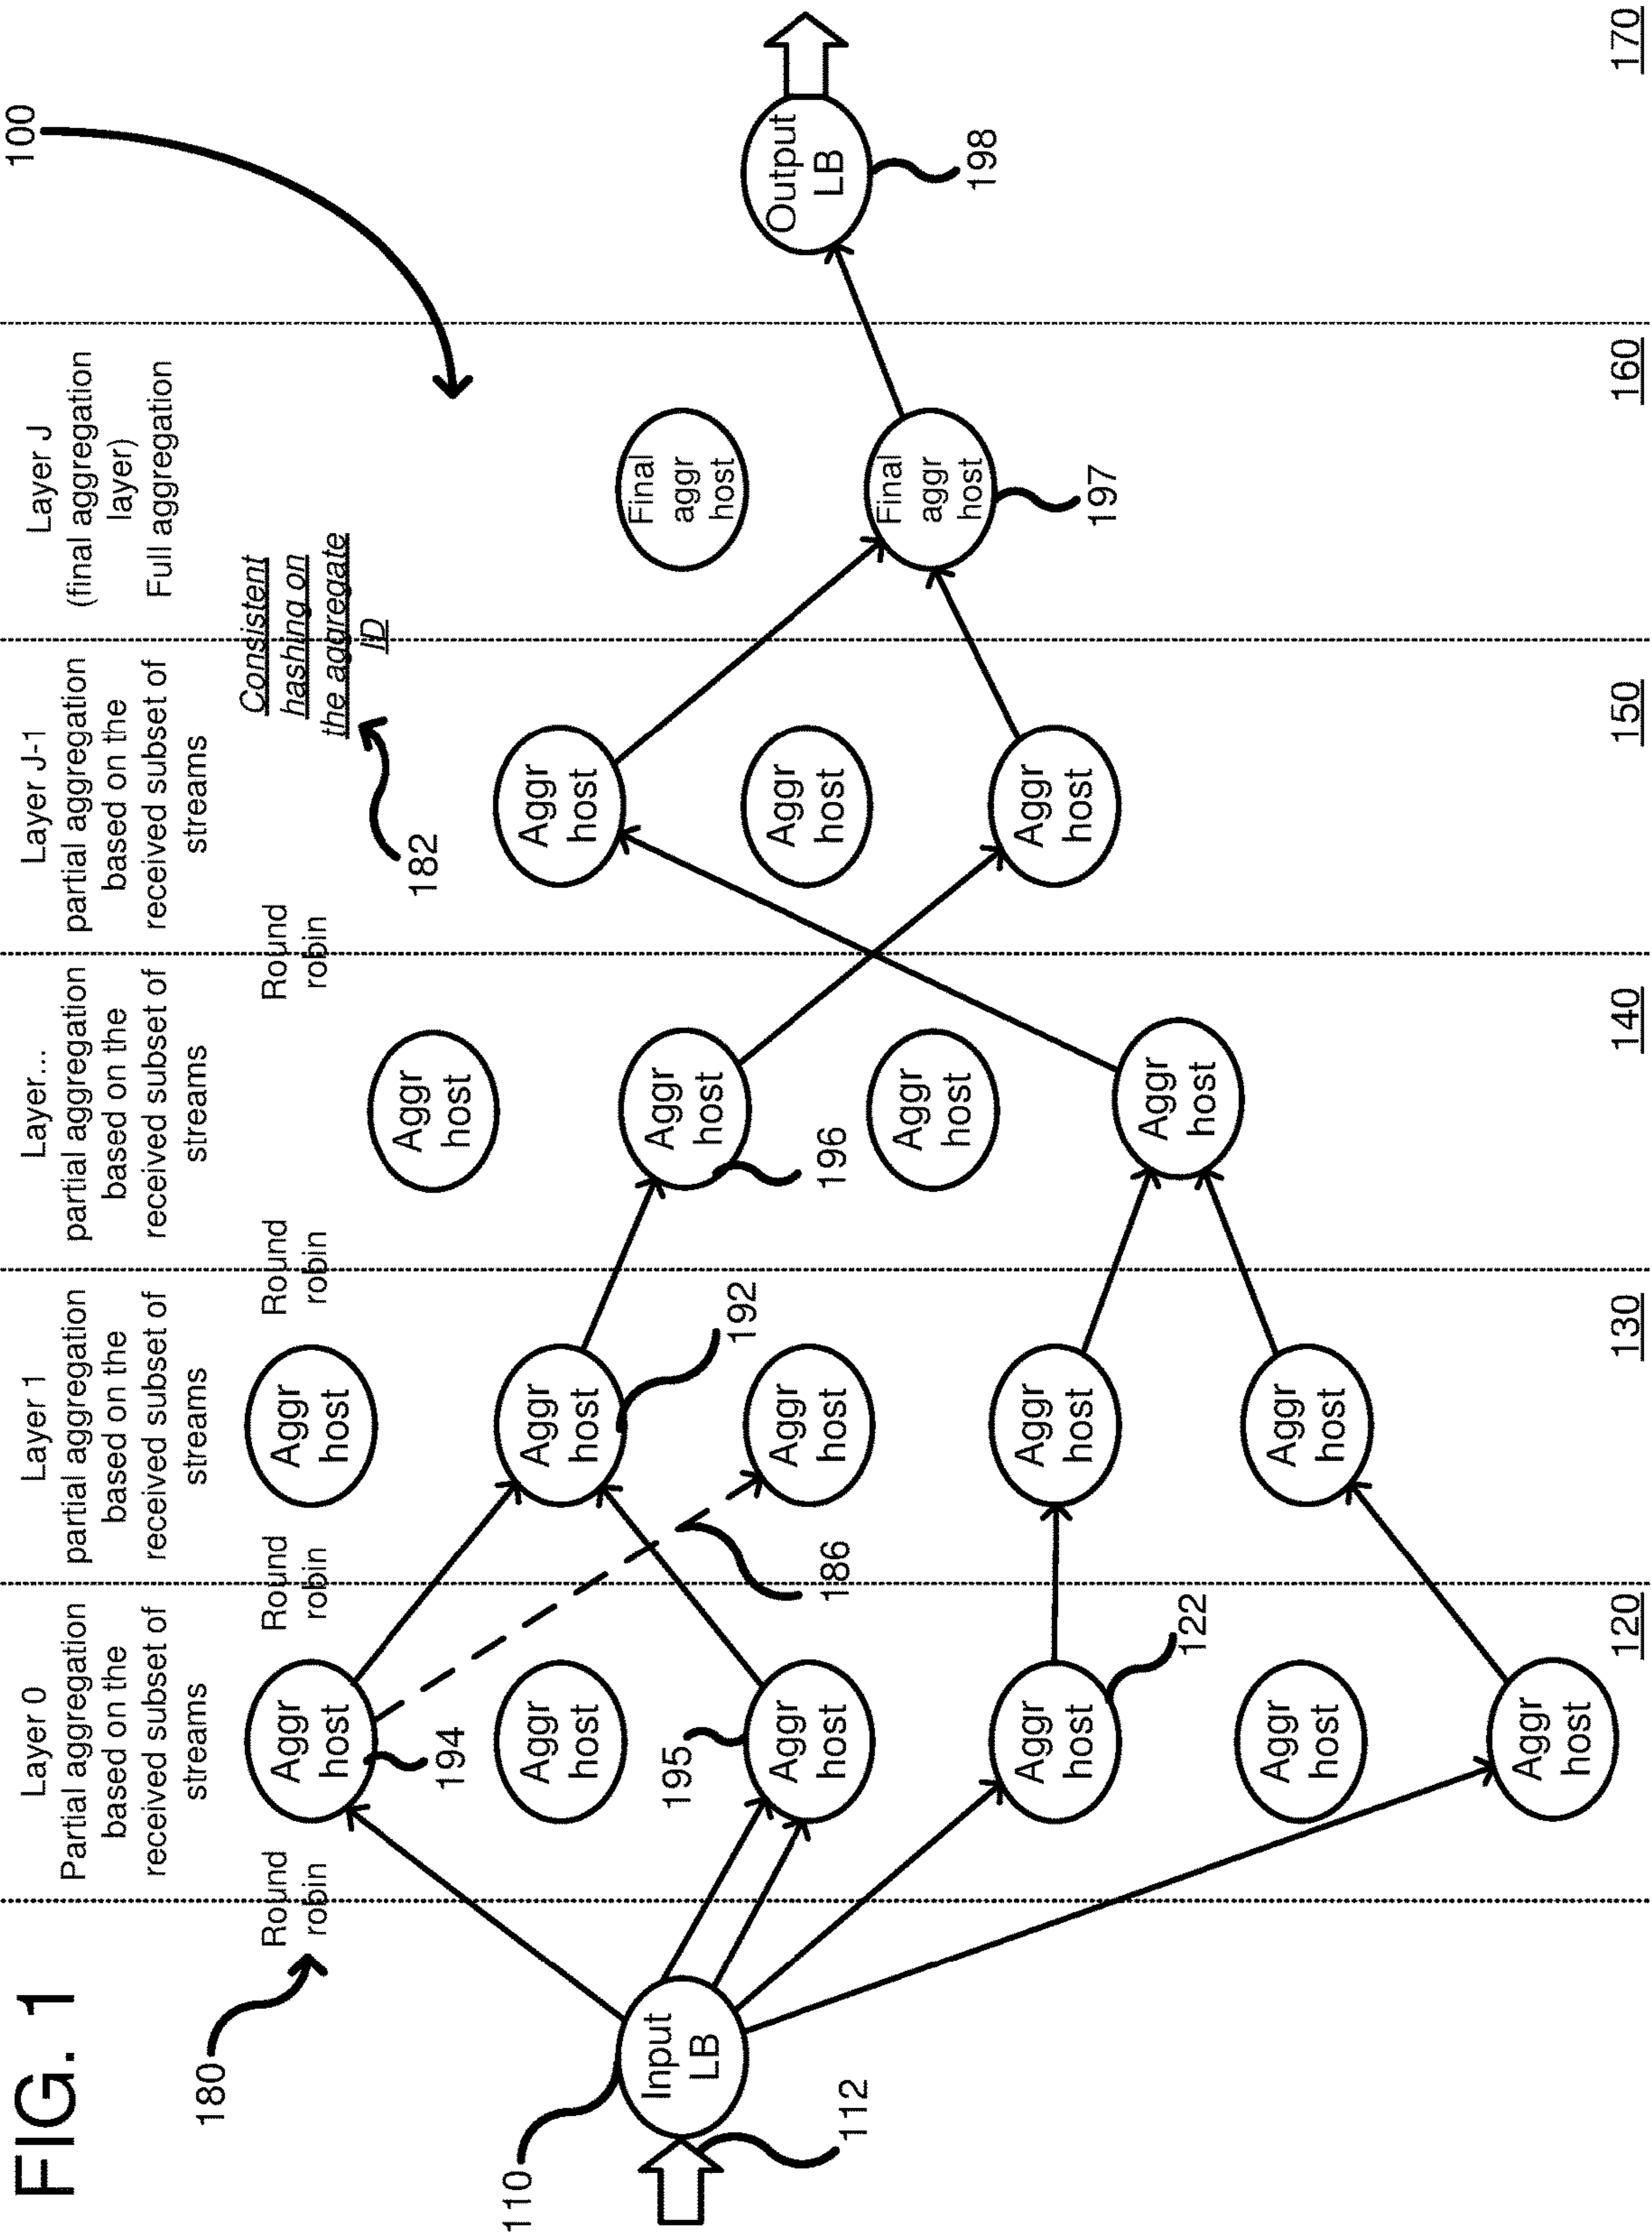 FIG. 1
100
Layer 0
Partial aggregation
based on the
received subset of
streams
Layer 1
partial aggregation
based on the
received subset of
streams
Layer...
partial aggregation
based on the
received subset of
streams
Layer J-1
partial aggregation
based on the
received subset of
streams
Layer J
(final aggregation
layer)
Full aggregation
180
Round
robin
Round
robin
Round
robin
Round
robin
182
Consistent
hashing on
the aggregate
ID
110
Input
LB
112
Aggr
host
194
Aggr
host
195
Aggr
host
Aggr
host
122
Aggr
host
Aggr
host
186
Aggr
host
Aggr
host
192
Aggr
host
Aggr
host
Aggr
host
Aggr
host
Aggr
host
196
Aggr
host
Aggr
host
Aggr
host
Aggr
host
Aggr
host
Final
aggr
host
Final
aggr
host
197
Output
LB
198
120
130
140
150
160
170